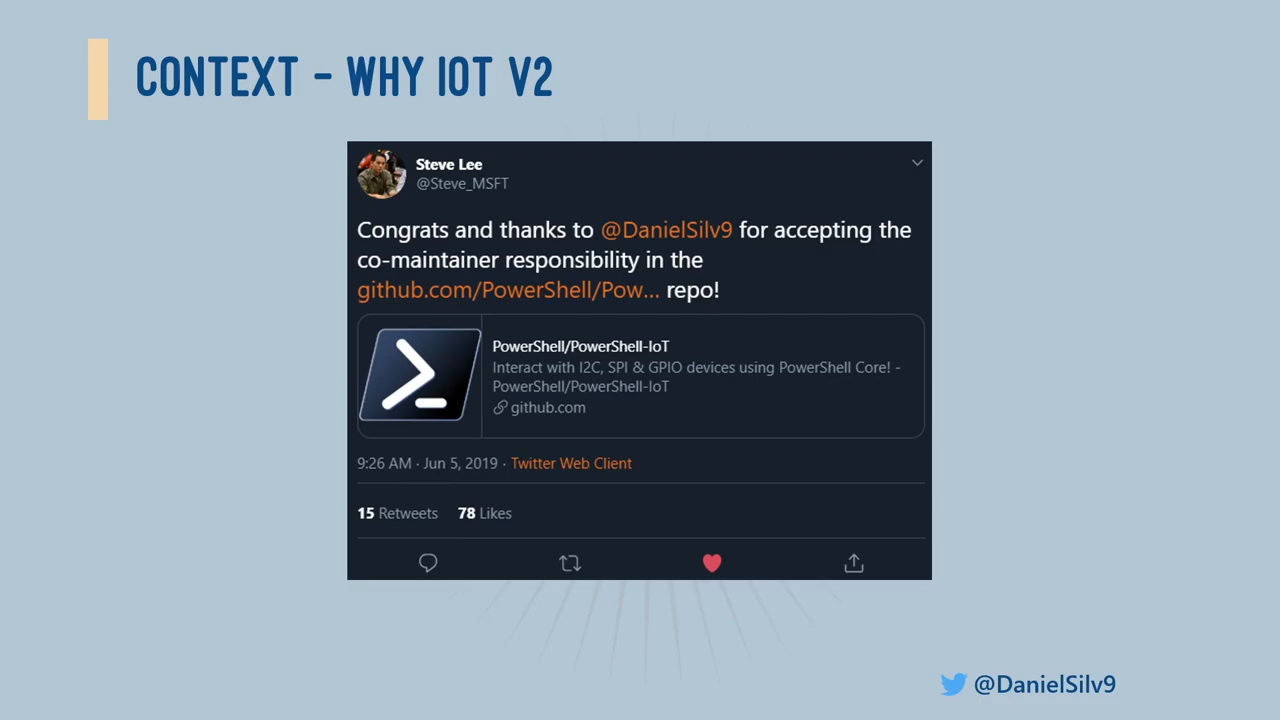 CONTEXT - WHY IOT V2
Steve Lee
@Steve_MSFT
Congrats and thanks to @DanielSilv9 for accepting the
co-maintainer responsibility in the
github.com/PowerShell/Pow... repo!
PowerShell/PowerShell-IoT
Interact with I2C, SPI & GPIO devices using PowerShell Core! -
PowerShell/PowerShell-IoT
github.com
9:26 AM · Jun 5, 2019 · Twitter Web Client
15 Retweets 78 Likes
@DanielSilv9